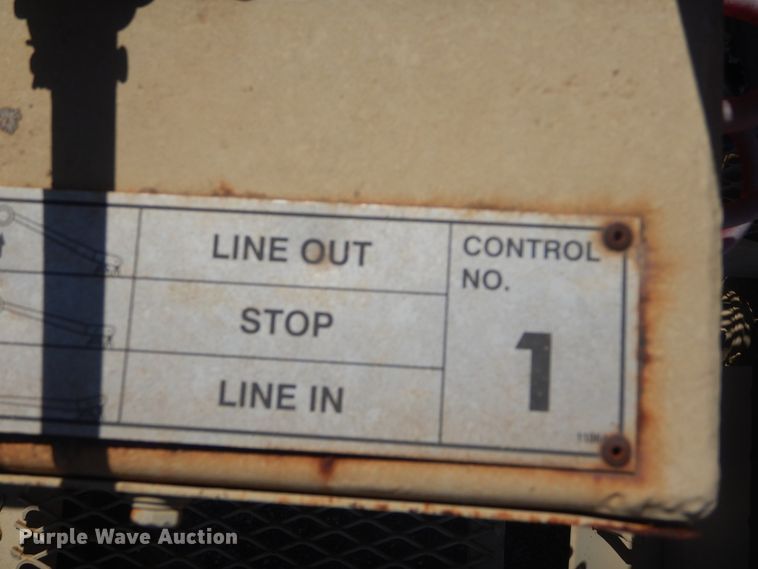 LINE OUT
STOP
LINE IN
CONTROL
NO.
1
Purple Wave Auction